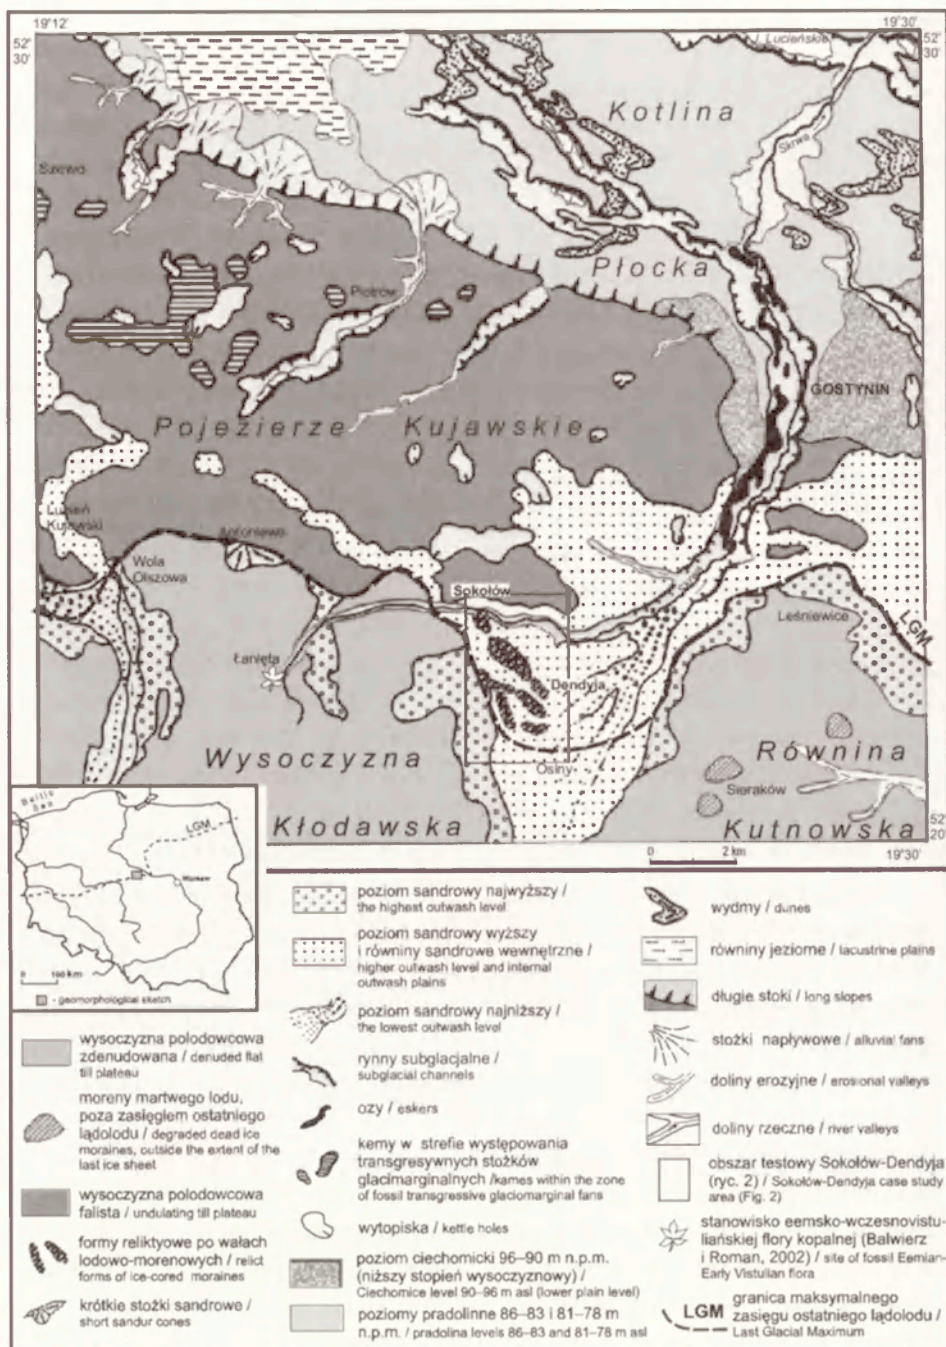 19°12'
19°30'
52°
30'
52°
30'
J. Lucieńskie
Kotlina
Skrwa
Szewo
Płocka
Piotrów
GOSTYNIN
Pojezierze Kujawskie
Lubień
Kujawski
Antoniewo
Wola
Olszowa
Sokołów
Leśniewice
LGM
Łanięta
Dendyja
Wysoczyzna
Równina
Osiny
Sieraków
Kłodawska
Kutnowska
52°
20'
19°30'
0 2 km
Baltic
Sea
LGM
Warsaw
0 100 km
- geomorphological sketch
wysoczyzna polodowcowa
zdenudowana / denuded flat
till plateau
moreny martwego lodu,
poza zasięgiem ostatniego
lądolodu / degraded dead ice
moraines, outside the extent of the
last ice sheet
wysoczyzna polodowcowa
falista / undulating till plateau
formy reliktywe po wałach
lodowo-morenowych / relict
forms of ice-cored moraines
krótkie stożki sandrowe /
short sandur cones
poziom sandrowy najwyższy /
the highest outwash level
poziom sandrowy wyższy
i równiny sandrowe wewnętrzne /
higher outwash level and internal
outwash plains
poziom sandrowy najniższy /
the lowest outwash level
rynny subglacjalne /
subglacial channels
ozy / eskers
kemy w strefie występowania
transgresywnych stożków
glacimarginalnych /kames within the zone
of fossil transgressive glaciomarginal fans
wytopiska / kettle holes
poziom ciechomicki 96–90 m n.p.m.
(niższy stopień wysoczyznowy) /
Ciechomice level 90–96 m asl (lower plain level)
poziomy pradolinne 86–83 i 81–78 m
n.p.m. / pradolina levels 86–83 and 81–78 m asl
wydmy / dunes
równiny jeziorne / lacustrine plains
długie stoki / long slopes
stożki napływowe / alluvial fans
doliny erozyjne / erosional valleys
doliny rzeczne / river valleys
obszar testowy Sokołów-Dendyja
(ryc. 2) / Sokołów-Dendyja case study
area (Fig. 2)
stanowisko eemsko-wczesnovistu-
liańskiej flory kopalnej (Balwierz
i Roman, 2002) / site of fossil Eemian-
Early Vistulian flora
LGM granica maksymalnego
zasięgu ostatniego lądolodu /
Last Glacial Maximum